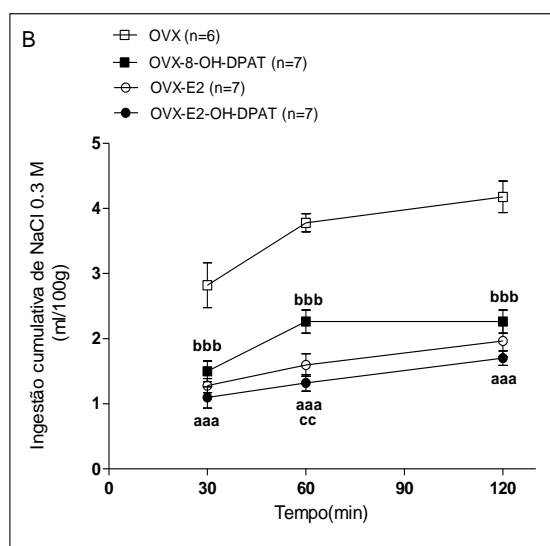 B
OVX (n=6)
OVX-8-OH-DPAT (n=7)
OVX-E2 (n=7)
OVX-E2-OH-DPAT (n=7)
Ingestão cumulativa de NaCl 0.3 M
(ml/100g)
5
4
3
2
1
0
bbb
bbb
bbb
aaa
aaa
cc
aaa
0
30
60
90
120
Tempo(min)